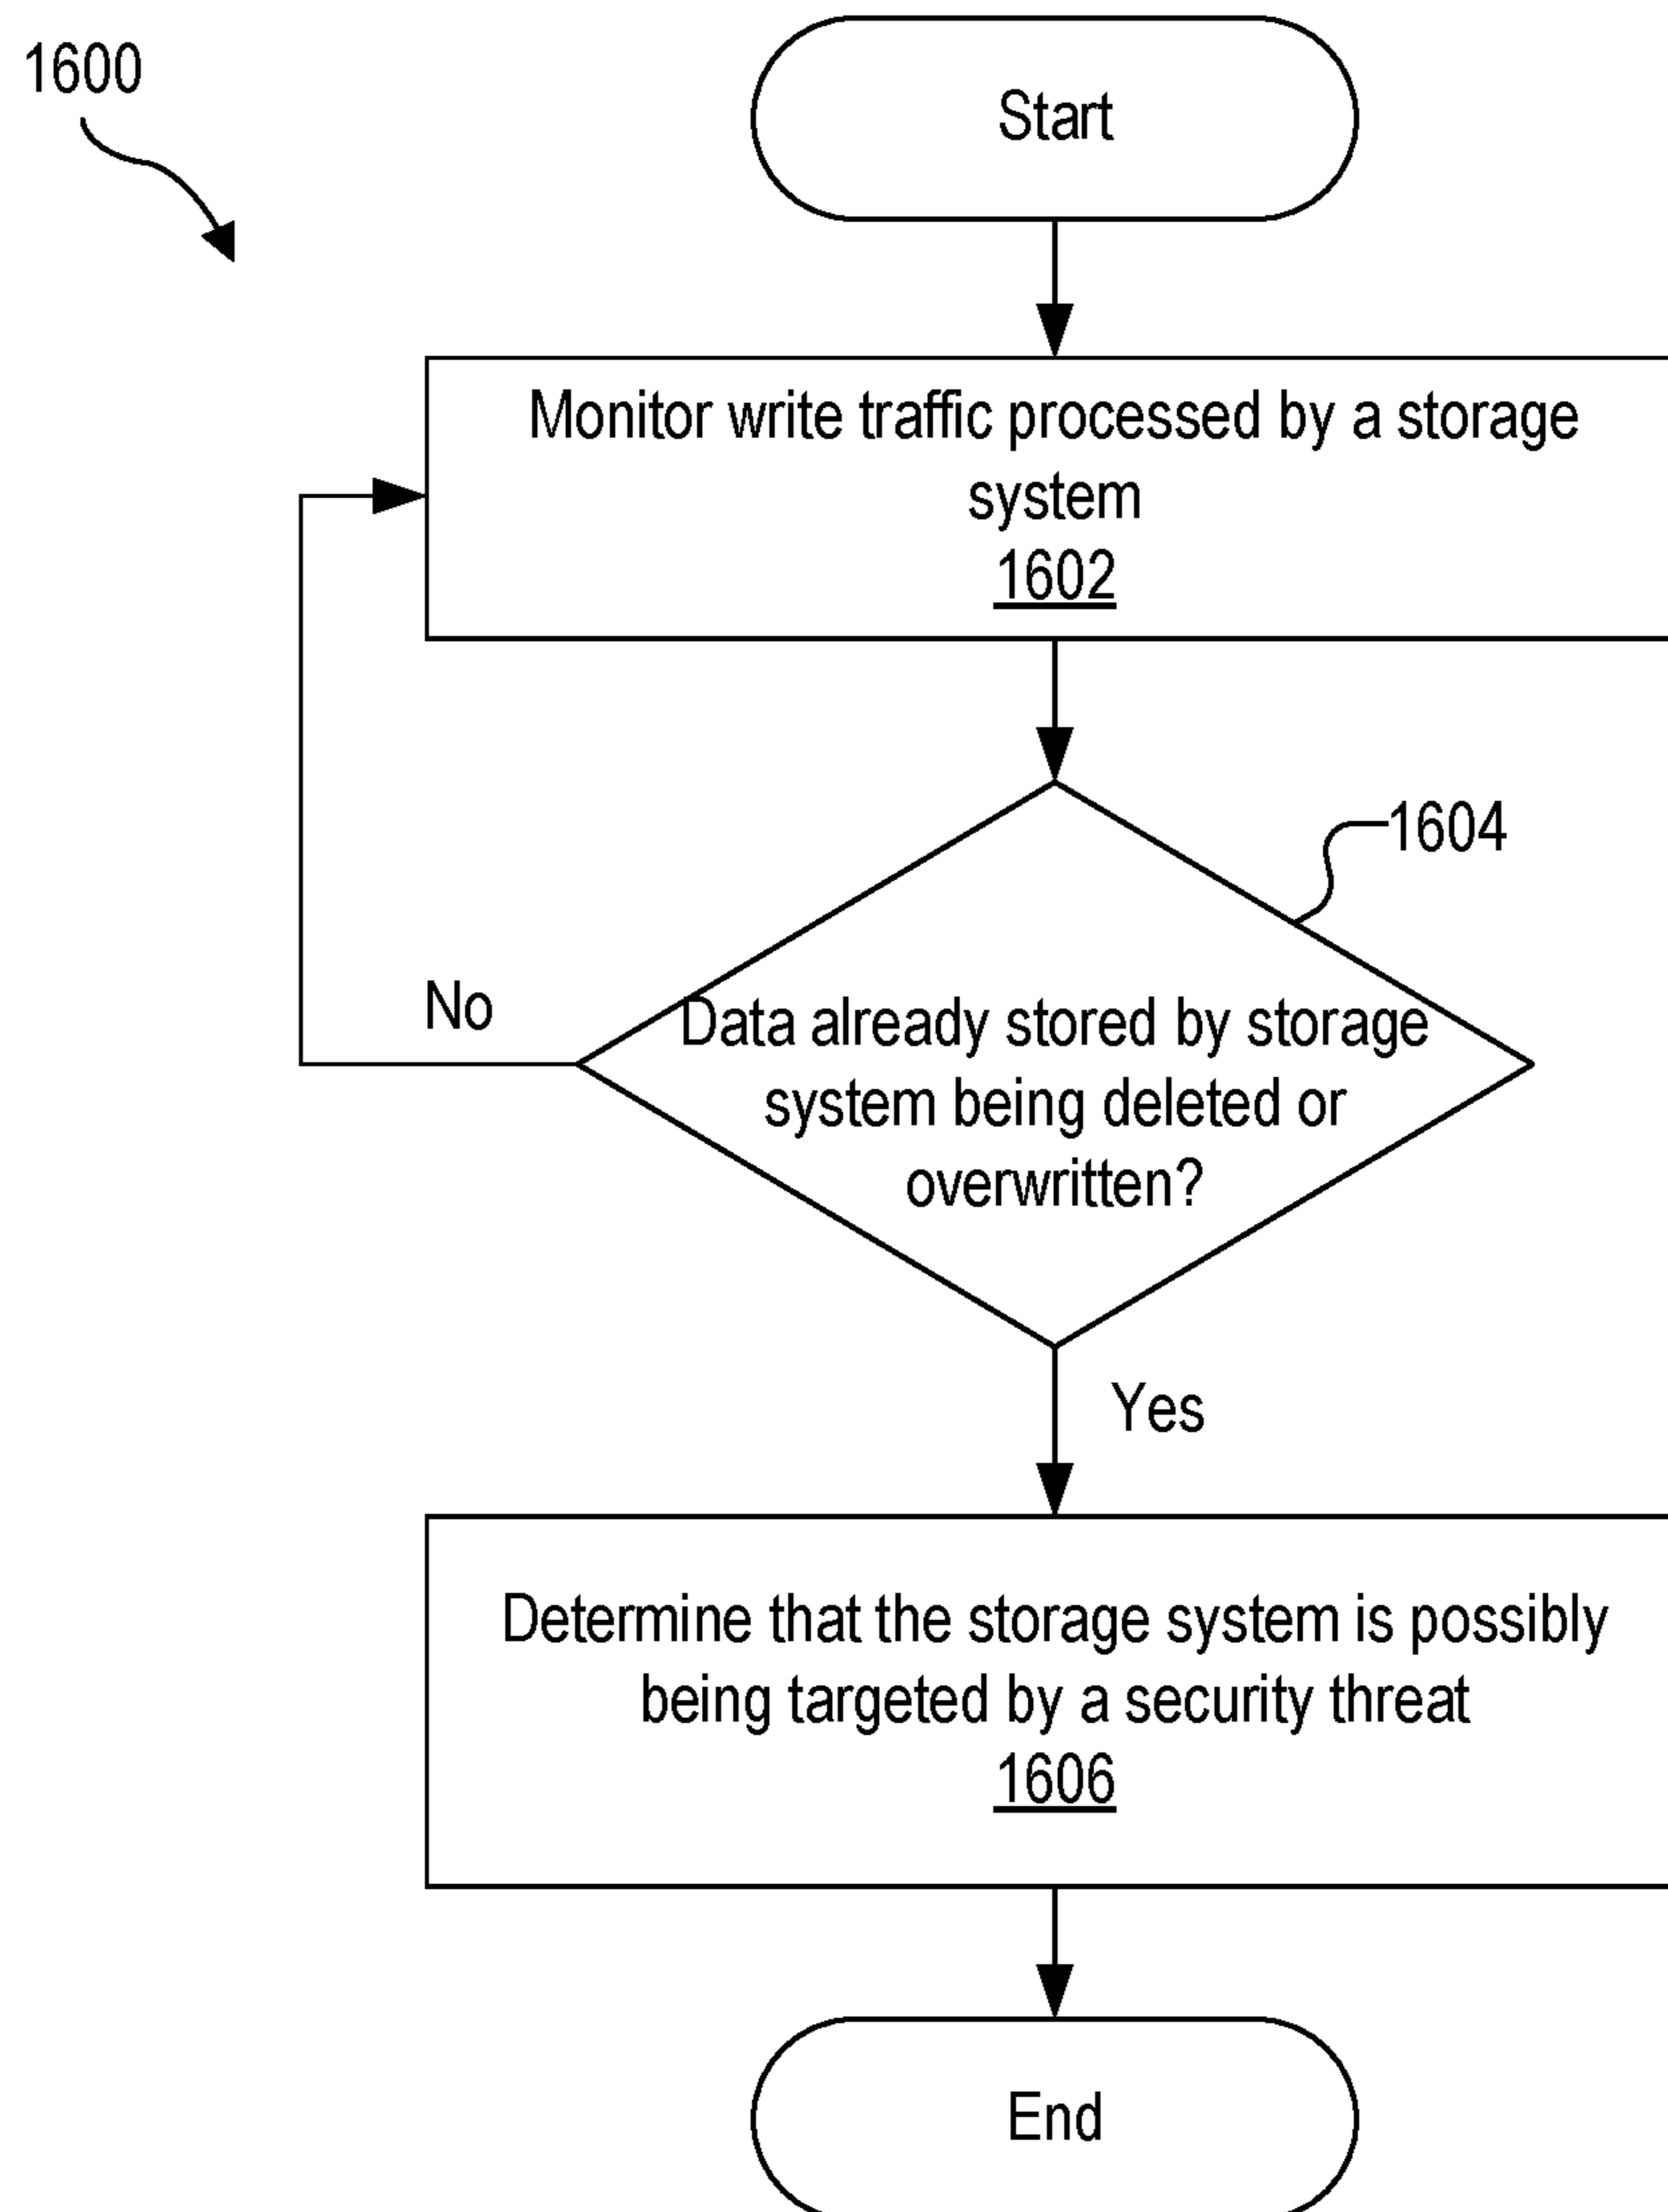 1600
Start
Monitor write traffic processed by a storage
system
1602
1604
Data already stored by storage
system being deleted or
overwritten?
No
Yes
Determine that the storage system is possibly
being targeted by a security threat
1606
End